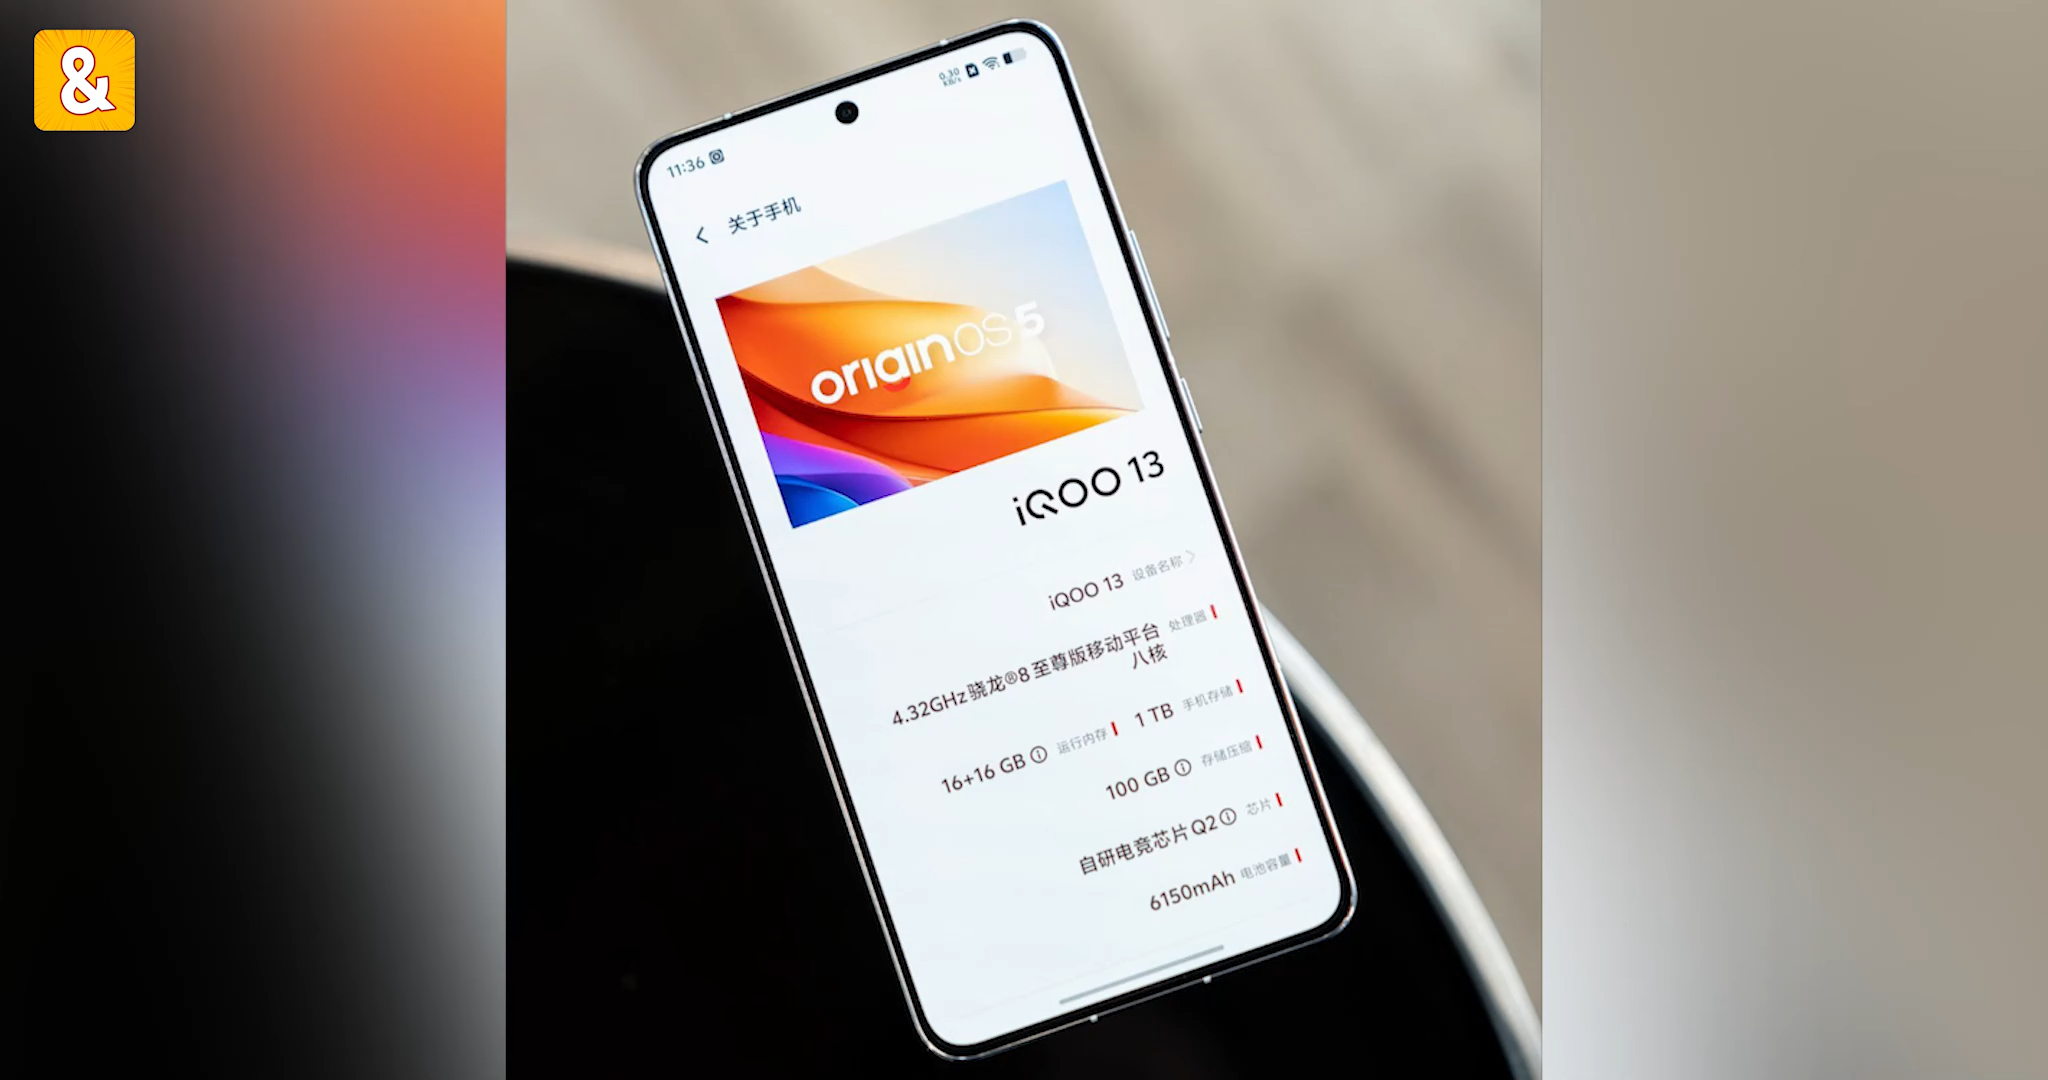 &
0.30
KB/s
11:36
关于手机
originOS 5
iQOO 13
iQOO 13 设备名称
4.32GHz 骁龙®8 至尊版移动平台 处理器
八核
16+16 GB 运行内存 1 TB 手机存储
100 GB 存储压缩
自研电竞芯片 Q2 芯片
6150mAh 电池容量